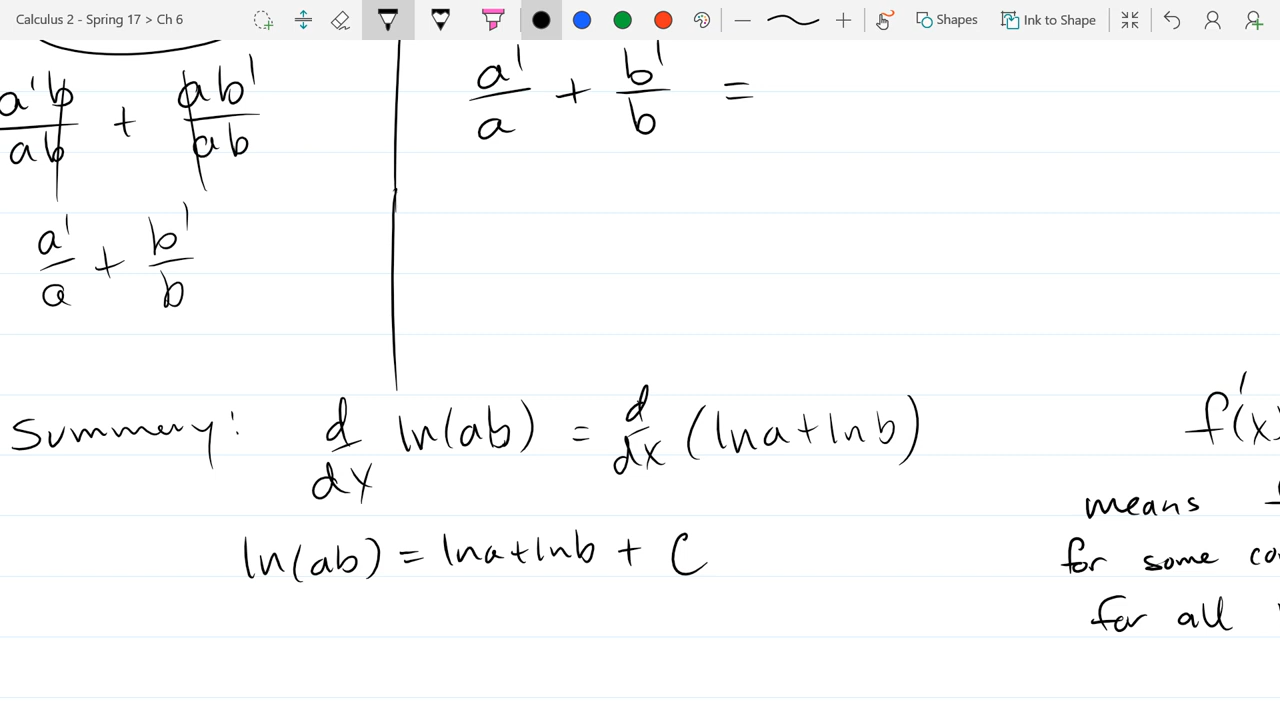 Calculus 2 - Spring 17 > Ch 6
Shapes
Ink to Shape
a'b/ab + ab'/ab
a'/a + b'/b
a'/a + b'/b =
Summery: d/dx ln(ab) = d/dx (lna+lnb)
ln(ab) = lna+lnb + C
f'(x)
means
for some
for all